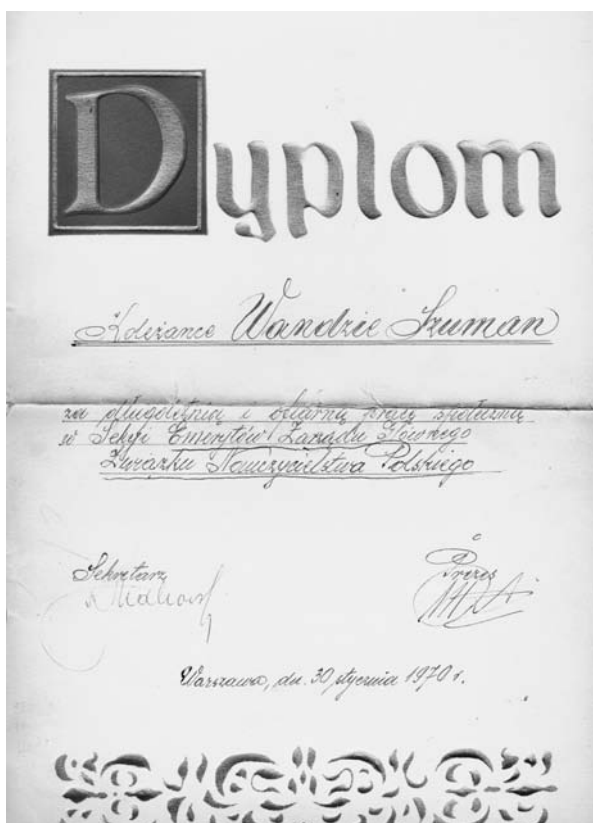 Dyplom
Koleżance Wandzie Szuman
za długoletnią i ofiarną pracę społeczną
w Sekcji Emerytów Zarządu Głównego
Związku Nauczycielstwa Polskiego
Sekretarz
Prezes
Warszawa, dn. 30 stycznia 1970 r.